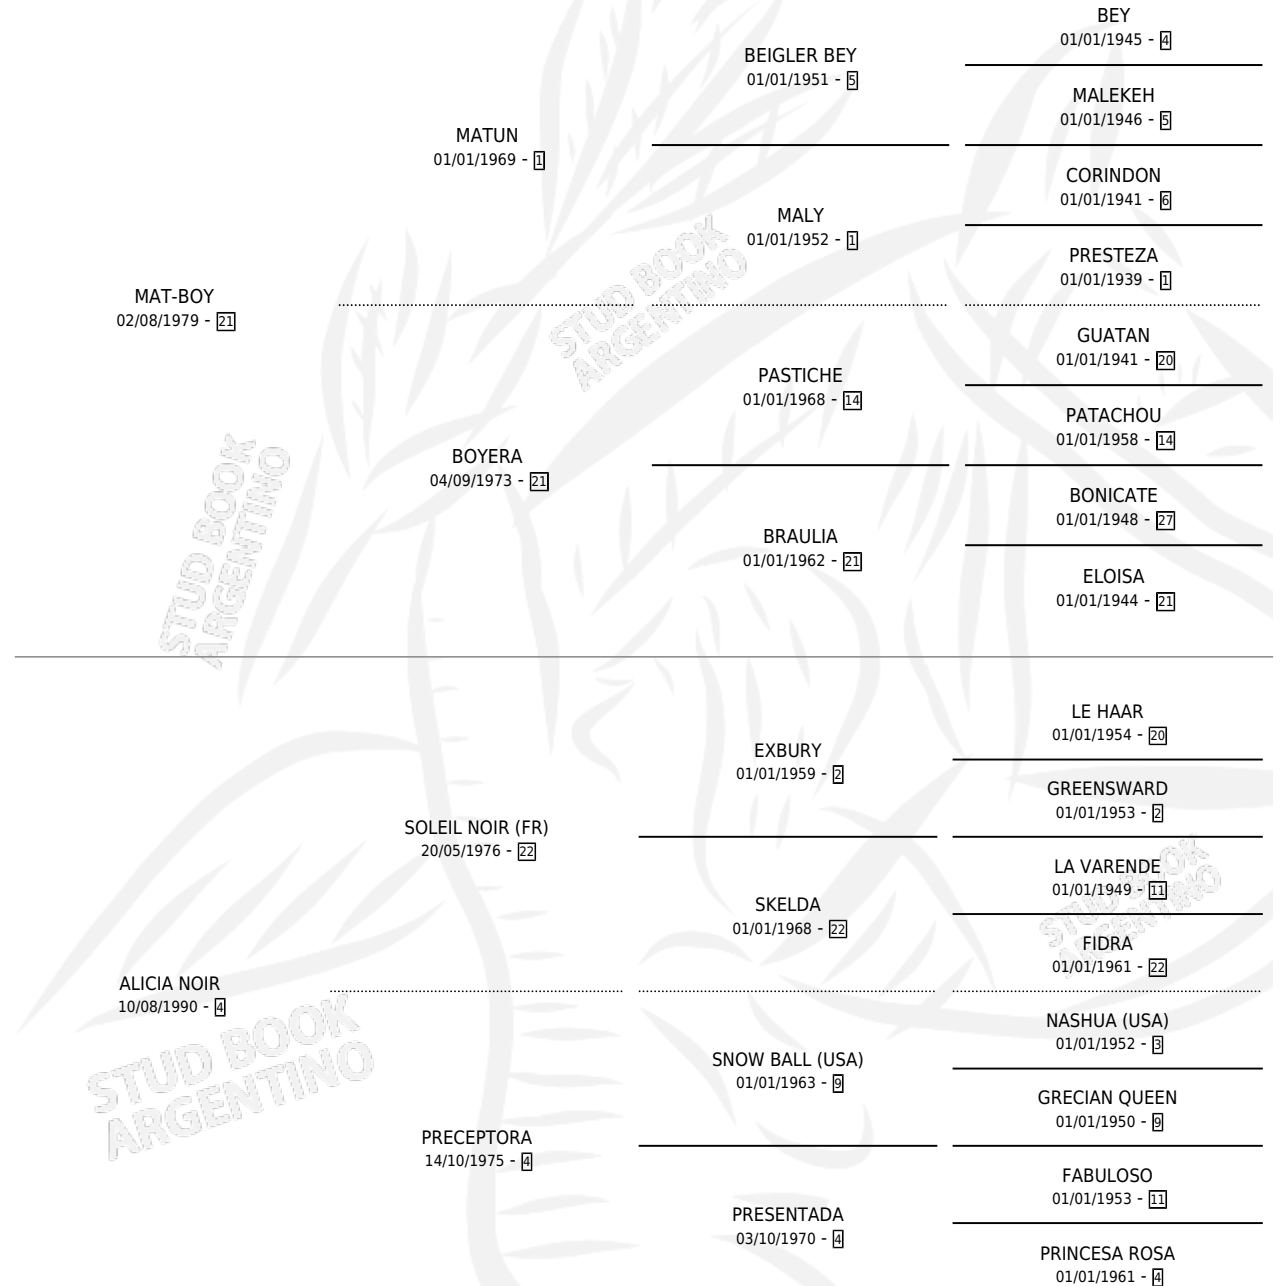 BEY
01/01/1945 - 4
BEIGLER BEY
01/01/1951 - 5
MALEKEH
01/01/1946 - 5
MATUN
01/01/1969 - 1
CORINDON
01/01/1941 - 6
MALY
01/01/1952 - 1
PRESTEZA
01/01/1939 - 1
MAT-BOY
02/08/1979 - 21
GUATAN
01/01/1941 - 20
PASTICHE
01/01/1968 - 14
PATACHOU
01/01/1958 - 14
BOYERA
04/09/1973 - 21
BONICATE
01/01/1948 - 27
BRAULIA
01/01/1962 - 21
ELOISA
01/01/1944 - 21
LE HAAR
01/01/1954 - 20
EXBURY
01/01/1959 - 2
GREENSWARD
01/01/1953 - 2
SOLEIL NOIR (FR)
20/05/1976 - 22
LA VARENDE
01/01/1949 - 11
SKELDA
01/01/1968 - 22
FIDRA
01/01/1961 - 22
ALICIA NOIR
10/08/1990 - 4
NASHUA (USA)
01/01/1952 - 3
SNOW BALL (USA)
01/01/1963 - 9
GRECIAN QUEEN
01/01/1950 - 9
PRECEPTORA
14/10/1975 - 4
FABULOSO
01/01/1953 - 11
PRESENTADA
03/10/1970 - 4
PRINCESA ROSA
01/01/1961 - 4
STUD BOOK
ARGENTINO
STUD BOOK
ARGENTINO
STUD BOOK
ARGENTINO
STUD BOOK
ARGENTINO